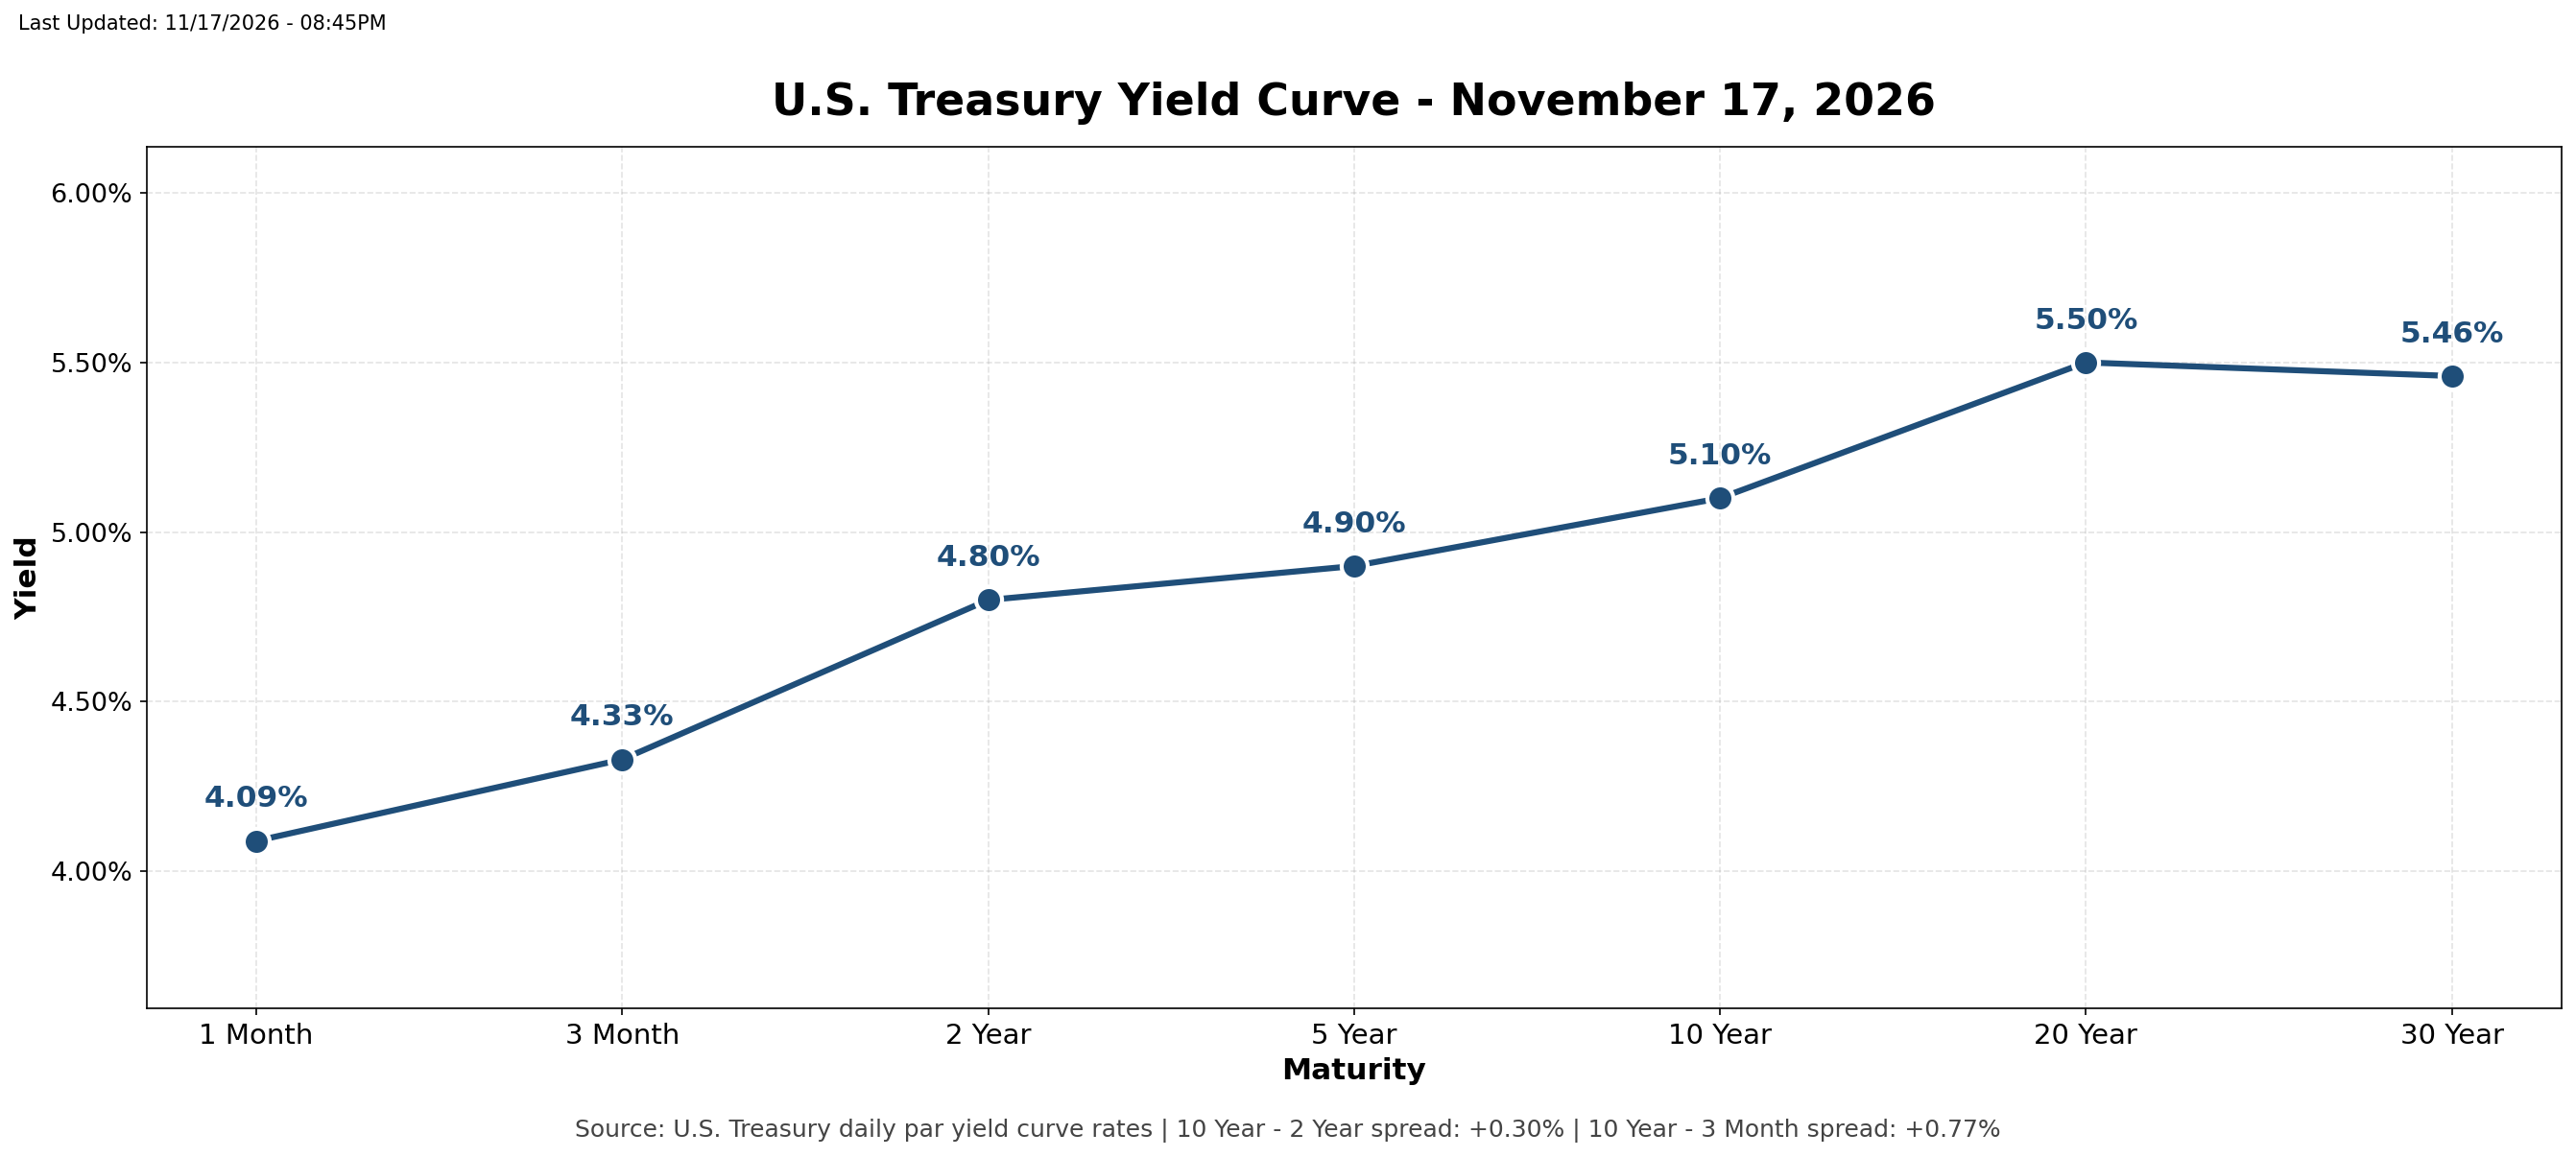 Last Updated: 11/17/2026 - 08:45PM
U.S. Treasury Yield Curve - November 17, 2026
6.00%
5.50%
5.00%
4.50%
4.00%
Yield
4.09%
4.33%
4.80%
4.90%
5.10%
5.50%
5.46%
1 Month
3 Month
2 Year
5 Year
10 Year
20 Year
30 Year
Maturity
Source: U.S. Treasury daily par yield curve rates | 10 Year - 2 Year spread: +0.30% | 10 Year - 3 Month spread: +0.77%